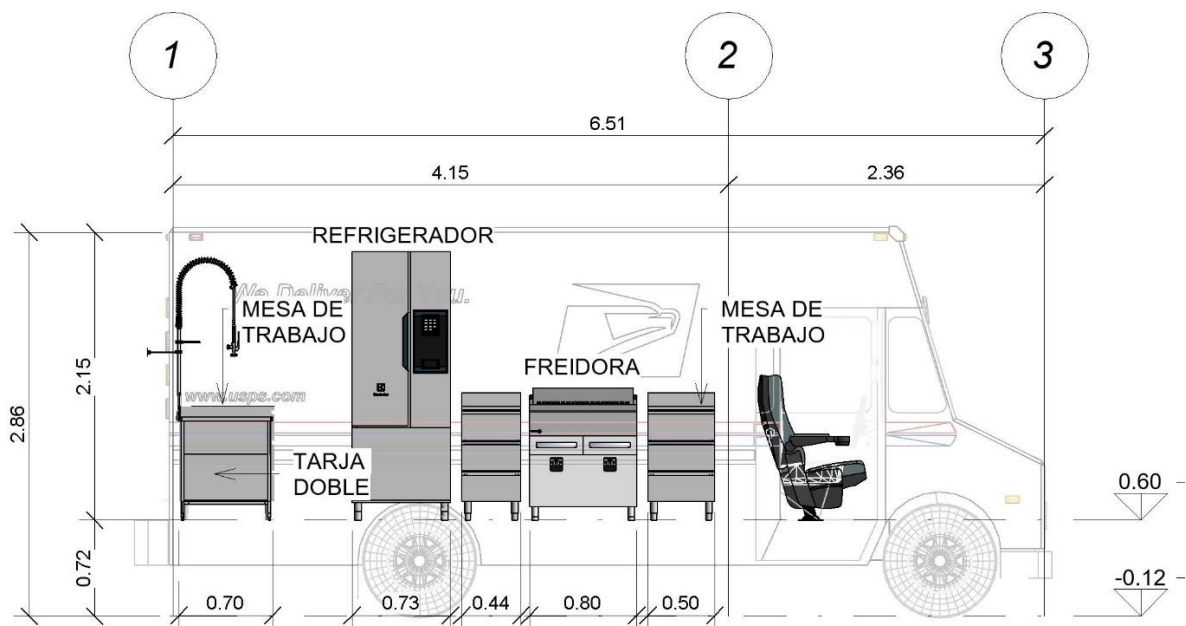 1
2
3
6.51
4.15
2.36
REFRIGERADOR
We Deliver For You.
MESA DE
TRABAJO
MESA DE
TRABAJO
FREIDORA
www.usps.com
TARJA
DOBLE
2.86
2.15
0.72
0.60
-0.12
0.70
0.73
0.44
0.80
0.50